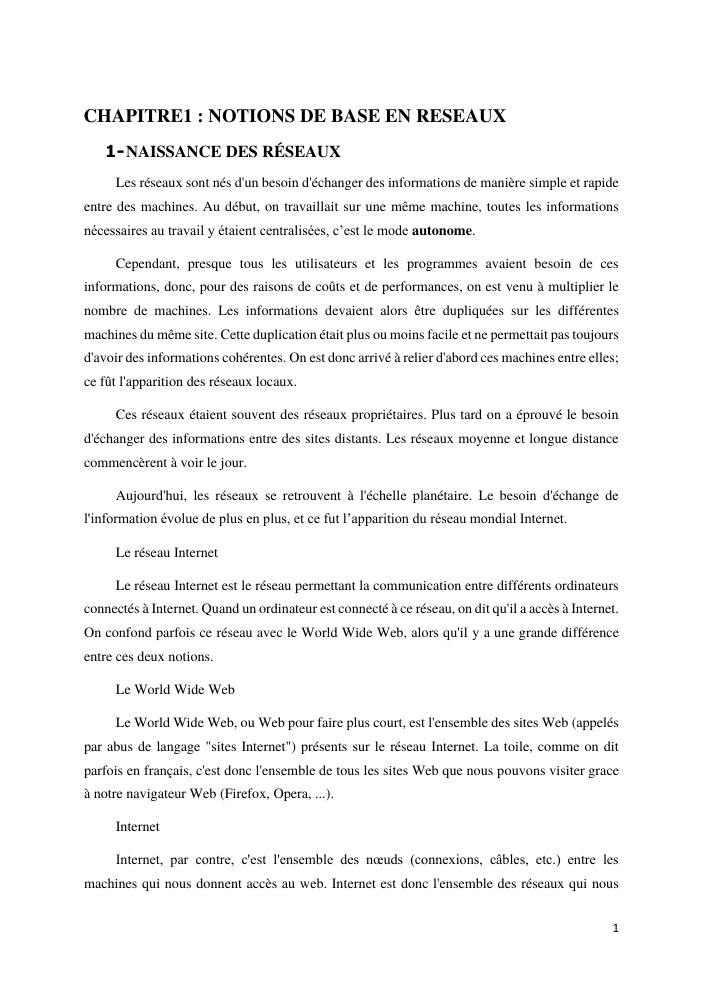 CHAPITRE1 : NOTIONS DE BASE EN RESEAUX
1-NAISSANCE DES RÉSEAUX
Les réseaux sont nés d'un besoin d'échanger des informations de manière simple et rapide
entre des machines. Au début, on travaillait sur une même machine, toutes les informations
nécessaires au travail y étaient centralisées, c’est le mode autonome.
Cependant, presque tous les utilisateurs et les programmes avaient besoin de ces
informations, donc, pour des raisons de coûts et de performances, on est venu à multiplier le
nombre de machines. Les informations devaient alors être dupliquées sur les différentes
machines du même site. Cette duplication était plus ou moins facile et ne permettait pas toujours
d'avoir des informations cohérentes. On est donc arrivé à relier d'abord ces machines entre elles;
ce fût l'apparition des réseaux locaux.
Ces réseaux étaient souvent des réseaux propriétaires. Plus tard on a éprouvé le besoin
d'échanger des informations entre des sites distants. Les réseaux moyenne et longue distance
commencèrent à voir le jour.
Aujourd'hui, les réseaux se retrouvent à l'échelle planétaire. Le besoin d'échange de
l'information évolue de plus en plus, et ce fut l’apparition du réseau mondial Internet.
Le réseau Internet
Le réseau Internet est le réseau permettant la communication entre différents ordinateurs
connectés à Internet. Quand un ordinateur est connecté à ce réseau, on dit qu'il a accès à Internet.
On confond parfois ce réseau avec le World Wide Web, alors qu'il y a une grande différence
entre ces deux notions.
Le World Wide Web
Le World Wide Web, ou Web pour faire plus court, est l'ensemble des sites Web (appelés
par abus de langage "sites Internet") présents sur le réseau Internet. La toile, comme on dit
parfois en français, c'est donc l'ensemble de tous les sites Web que nous pouvons visiter grace
à notre navigateur Web (Firefox, Opera, ...).
Internet
Internet, par contre, c'est l'ensemble des nœuds (connexions, câbles, etc.) entre les
machines qui nous donnent accès au web. Internet est donc l'ensemble des réseaux qui nous
1